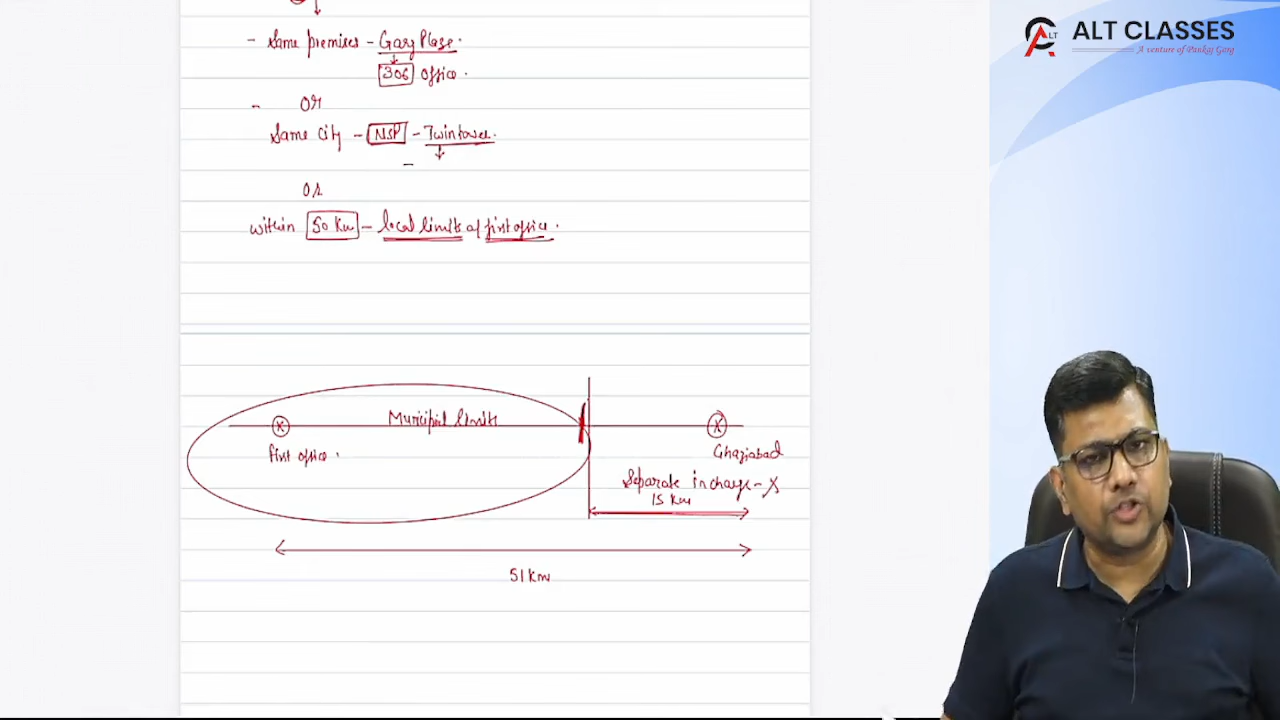 ALT CLASSES
A venture of Pankaj Garg
ALT
- Same premises - Garg Plaza.
306 office.
- OR
Same City - NSP - Twin tower.
OR
within 50 Km - local limits of first office.
Municipal limits
First office.
Ghaziabad
Separate in charge - X
15 Km
51 Km